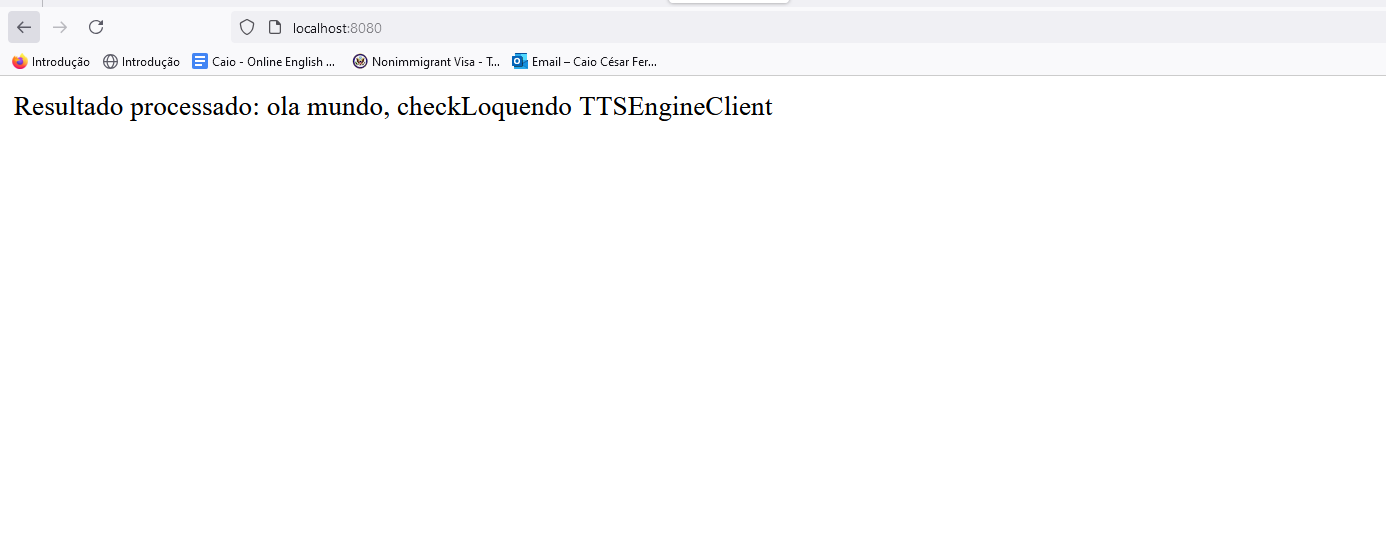 localhost:8080
Introdução Introdução Caio - Online English ... Nonimmigrant Visa - T... Email – Caio César Fer...
Resultado processado: ola mundo, checkLoquendo TTSEngineClient